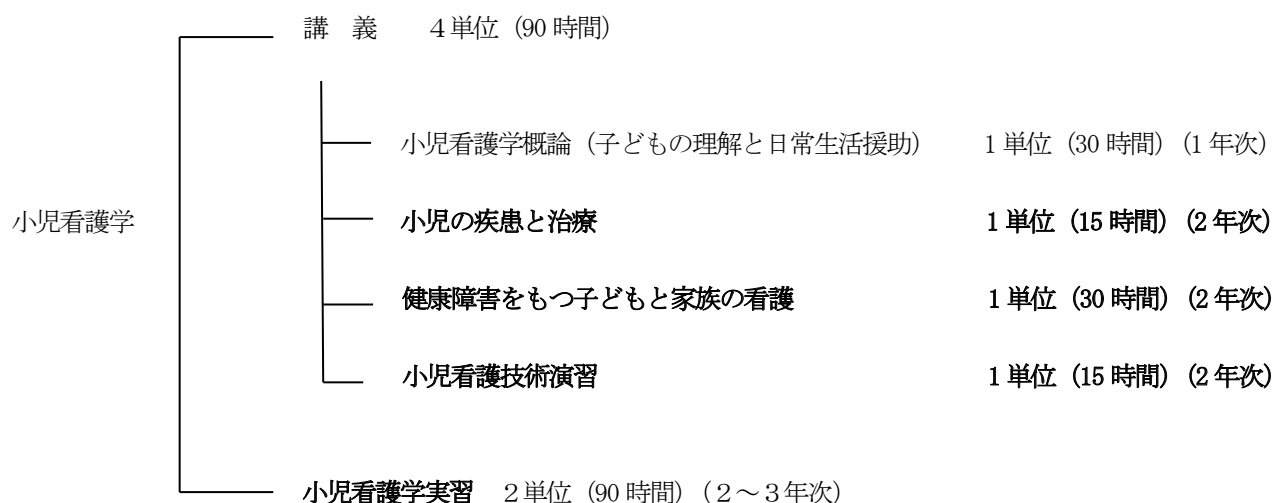 講　義　　４単位（90 時間）
小児看護学概論（子どもの理解と日常生活援助）　　1 単位（30 時間）（1 年次）
小児看護学　　小児の疾患と治療　　1 単位（15 時間）（2 年次）
健康障害をもつ子どもと家族の看護　　1 単位（30 時間）（2 年次）
小児看護技術演習　　1 単位（15 時間）（2 年次）
小児看護学実習　２単位（90 時間）（２～３年次）